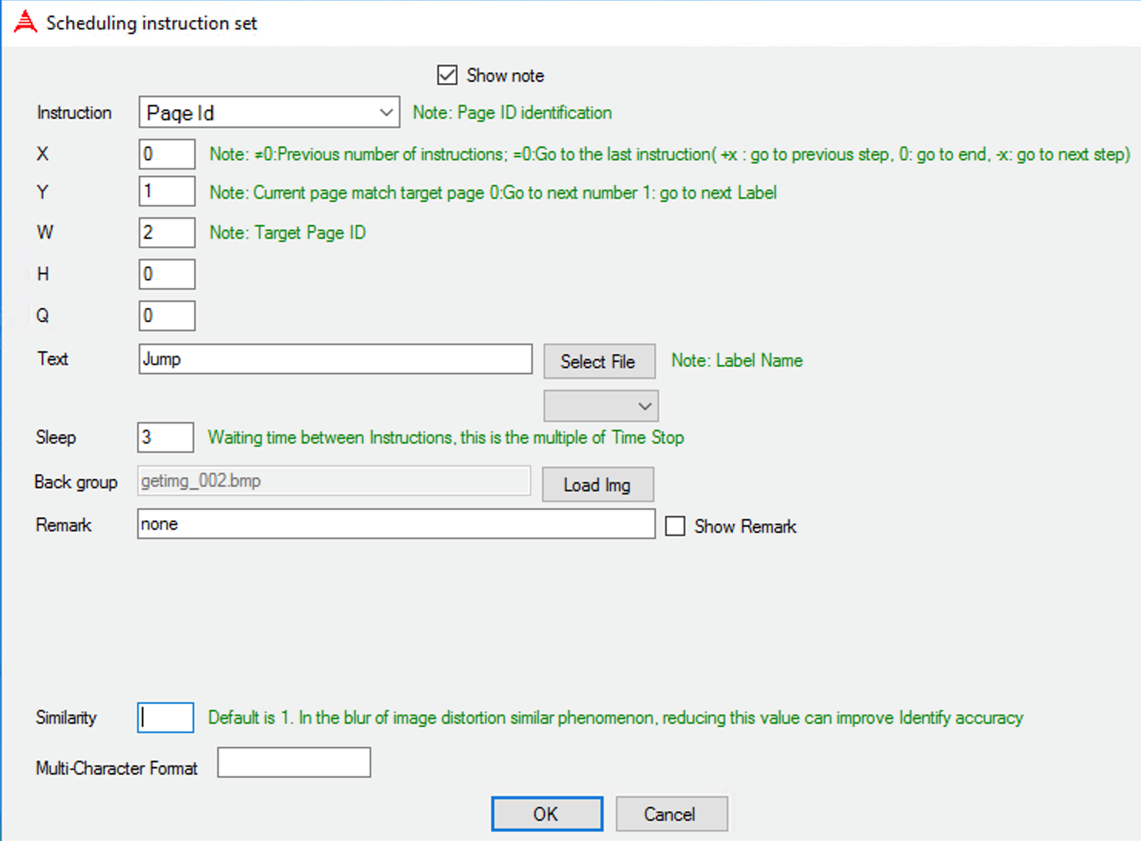 Scheduling instruction set
Show note
Instruction Page Id Note: Page ID identification
X 0 Note: ≠0:Previous number of instructions; =0:Go to the last instruction( +x : go to previous step, 0: go to end, -x: go to next step)
Y 1 Note: Current page match target page 0:Go to next number 1: go to next Label
W 2 Note: Target Page ID
H 0
Q 0
Text Jump Select File Note: Label Name
Sleep 3 Waiting time between Instructions, this is the multiple of Time Stop
Back group getimg_002.bmp Load Img
Remark none Show Remark
Similarity Default is 1. In the blur of image distortion similar phenomenon, reducing this value can improve Identify accuracy
Multi-Character Format
OK Cancel